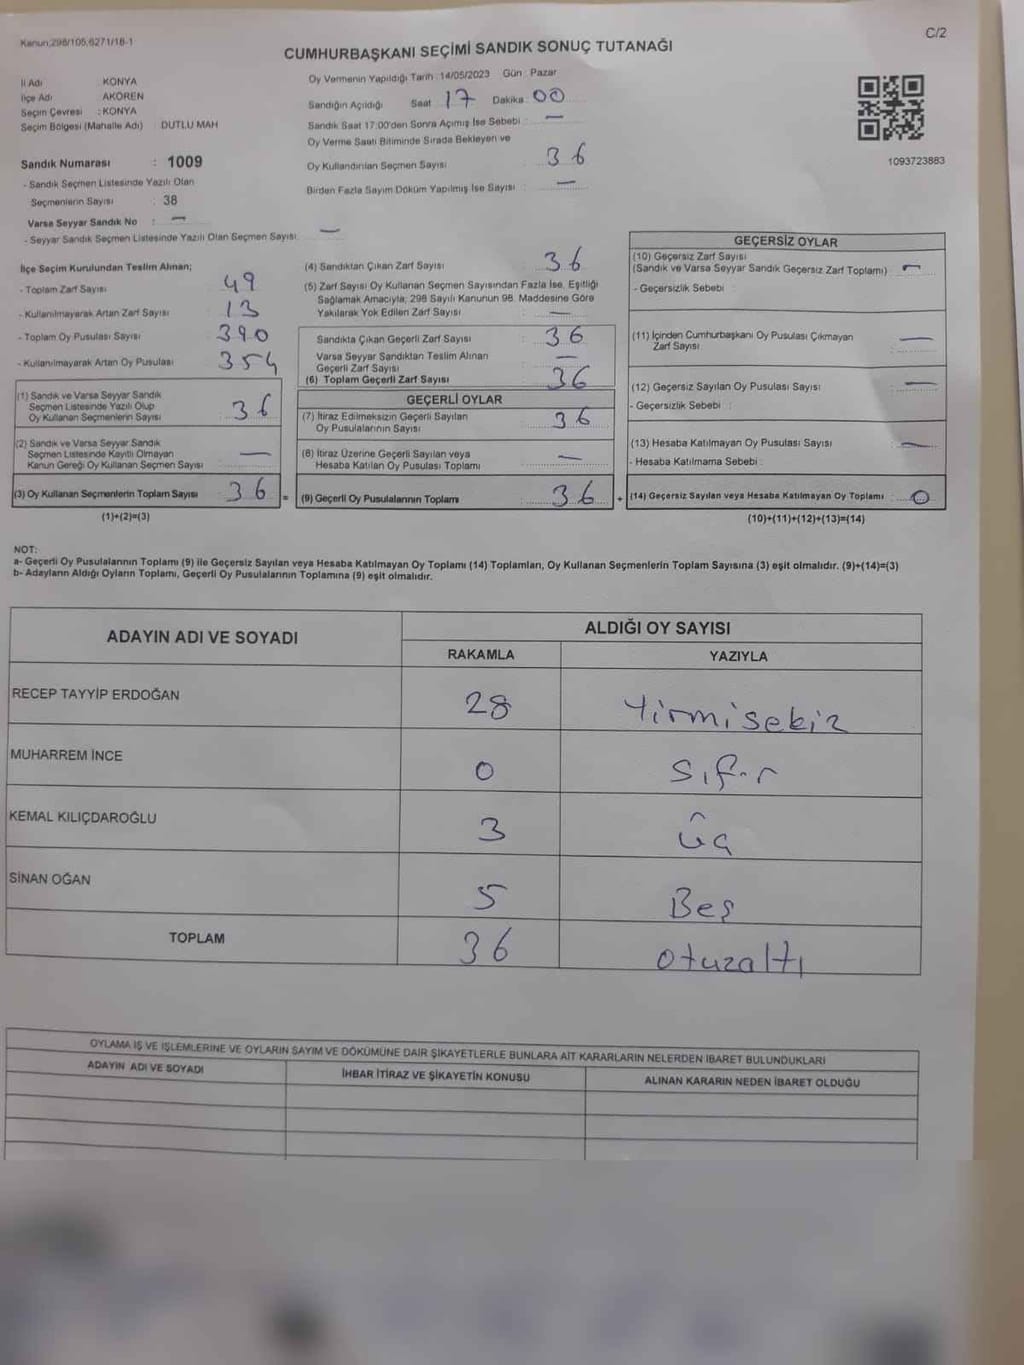 Kanun:298/105,6271/18-1
C/2
CUMHURBAŞKANI SEÇİMİ SANDIK SONUÇ TUTANAĞI
İl Adı : KONYA
İlçe Adı : AKÖREN
Seçim Çevresi : KONYA
Seçim Bölgesi (Mahalle Adı) DUTLU MAH
Sandık Numarası : 1009
- Sandık Seçmen Listesinde Yazılı Olan
Seçmenlerin Sayısı : 38
Varsa Seyyar Sandık No : —
- Seyyar Sandık Seçmen Listesinde Yazılı Olan Seçmen Sayısı: —
Oy Vermenin Yapıldığı Tarih : 14/05/2023 Gün : Pazar
Sandığın Açıldığı Saat : 17 Dakika : 00
Sandık Saat 17:00'den Sonra Açımış İse Sebebi : —
Oy Verme Saati Bitiminde Sırada Bekleyen ve
Oy Kullandırılan Seçmen Sayısı : 36
Birden Fazla Sayım Döküm Yapılmış İse Sayısı : —
1093723883
İlçe Seçim Kurulundan Teslim Alınan;
- Toplam Zarf Sayısı : 49
- Kullanılmayarak Artan Zarf Sayısı : 13
- Toplam Oy Pusulası Sayısı : 390
- Kullanılmayarak Artan Oy Pusulası : 354
(1) Sandık ve Varsa Seyyar Sandık
Seçmen Listesinde Yazılı Olup
Oy Kullanan Seçmenlerin Sayısı : 36
(2) Sandık ve Varsa Seyyar Sandık
Seçmen Listesinde Kayıtlı Olmayan
Kanun Gereği Oy Kullanan Seçmen Sayısı : —
(3) Oy Kullanan Seçmenlerin Toplam Sayısı : 36 =
(1)+(2)=(3)
(4) Sandıktan Çıkan Zarf Sayısı : 36
(5) Zarf Sayısı Oy Kullanan Seçmen Sayısından Fazla İse, Eşitliği
Sağlamak Amacıyla, 298 Sayılı Kanunun 98. Maddesine Göre
Yakılarak Yok Edilen Zarf Sayısı : —
Sandıkta Çıkan Geçerli Zarf Sayısı : 36
Varsa Seyyar Sandıktan Teslim Alınan
Geçerli Zarf Sayısı : —
(6) Toplam Geçerli Zarf Sayısı : 36
GEÇERLİ OYLAR
(7) İtiraz Edilmeksizin Geçerli Sayılan
Oy Pusulalarının Sayısı : 36
(8) İtiraz Üzerine Geçerli Sayılan veya
Hesaba Katılan Oy Pusulası Toplamı : —
(9) Geçerli Oy Pusulalarının Toplamı : 36 +
GEÇERSİZ OYLAR
(10) Geçersiz Zarf Sayısı
(Sandık ve Varsa Seyyar Sandık Geçersiz Zarf Toplamı) : —
- Geçersizlik Sebebi :
(11) İçinden Cumhurbaşkanı Oy Pusulası Çıkmayan
Zarf Sayısı : —
(12) Geçersiz Sayılan Oy Pusulası Sayısı : —
- Geçersizlik Sebebi :
(13) Hesaba Katılmayan Oy Pusulası Sayısı : —
- Hesaba Katılmama Sebebi :
(14) Geçersiz Sayılan veya Hesaba Katılmayan Oy Toplamı : 0
(10)+(11)+(12)+(13)=(14)
NOT:
a- Geçerli Oy Pusulalarının Toplamı (9) ile Geçersiz Sayılan veya Hesaba Katılmayan Oy Toplamı (14) Toplamları, Oy Kullanan Seçmenlerin Toplam Sayısına (3) eşit olmalıdır. (9)+(14)=(3)
b- Adayların Aldığı Oyların Toplamı, Geçerli Oy Pusulalarının Toplamına (9) eşit olmalıdır.
ADAYIN ADI VE SOYADI
ALDIĞI OY SAYISI
RAKAMLA YAZIYLA
RECEP TAYYİP ERDOĞAN 28 Yirmisekiz
MUHARREM İNCE 0 Sıfır
KEMAL KILIÇDAROĞLU 3 üç
SİNAN OĞAN 5 Beş
TOPLAM 36 otuzaltı
OYLAMA İŞ VE İŞLEMLERİNE VE OYLARIN SAYIM VE DÖKÜMÜNE DAİR ŞİKAYETLERLE BUNLARA AİT KARARLARIN NELERDEN İBARET BULUNDUKLARI
ADAYIN ADI VE SOYADI İHBAR İTİRAZ VE ŞİKAYETİN KONUSU ALINAN KARARIN NEDEN İBARET OLDUĞU